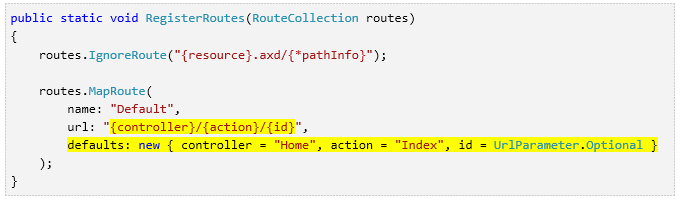 public static void RegisterRoutes(RouteCollection routes)
{
    routes.IgnoreRoute("{resource}.axd/{*pathInfo}");
    routes.MapRoute(
        name: "Default",
        url: "{controller}/{action}/{id}",
        defaults: new { controller = "Home", action = "Index", id = UrlParameter.Optional }
    );
}